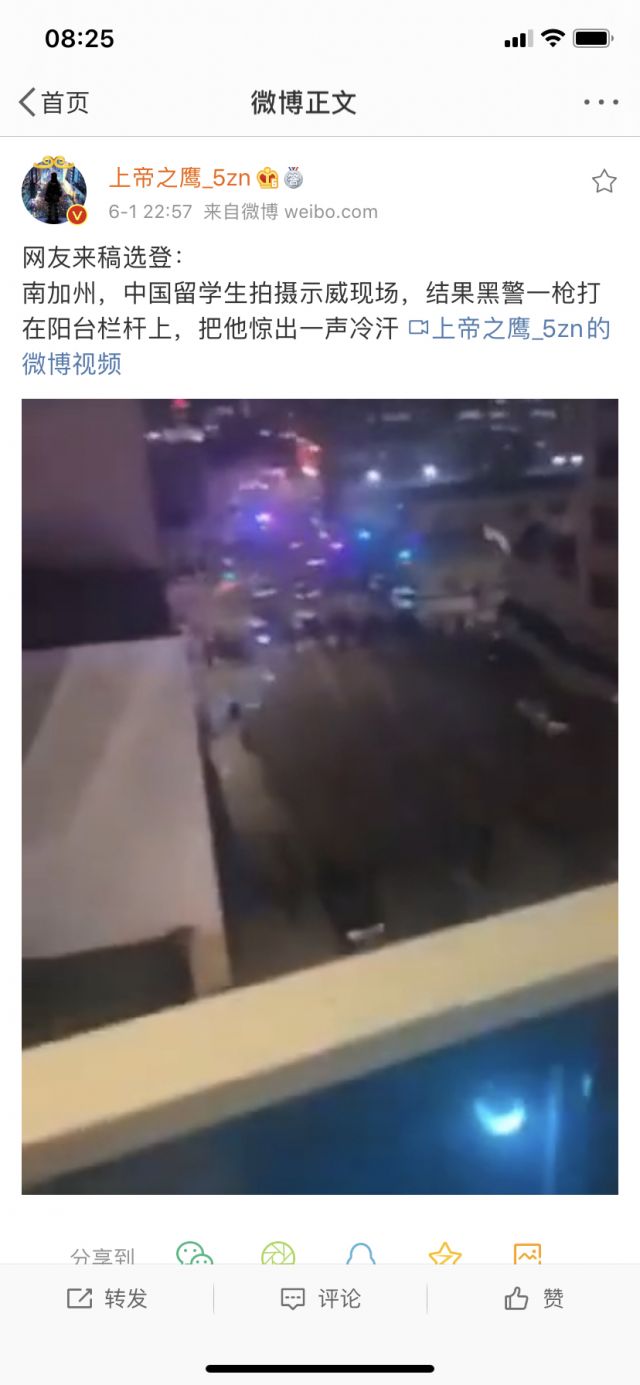 08:25
首页
微博正文
上帝之鹰_5zn
6-1 22:57 来自微博 weibo.com
网友来稿选登：
南加州，中国留学生拍摄示威现场，结果黑警一枪打
在阳台栏杆上，把他惊出一声冷汗 上帝之鹰_5zn的
微博视频
分享到
转发
评论
赞